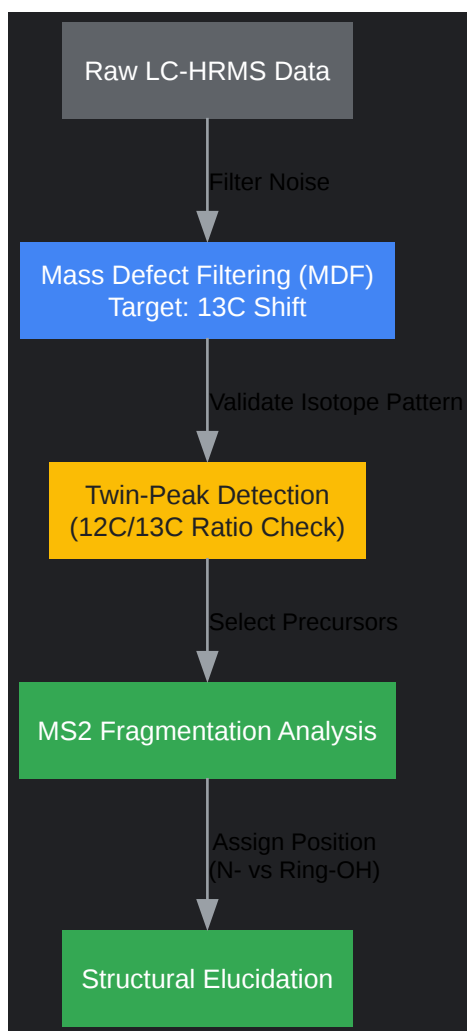 Raw LC-HRMS Data
Filter Noise
Mass Defect Filtering (MDF)
Target: 13C Shift
Validate Isotope Pattern
Twin-Peak Detection
(12C/13C Ratio Check)
Select Precursors
MS2 Fragmentation Analysis
Assign Position
(N- vs Ring-OH)
Structural Elucidation